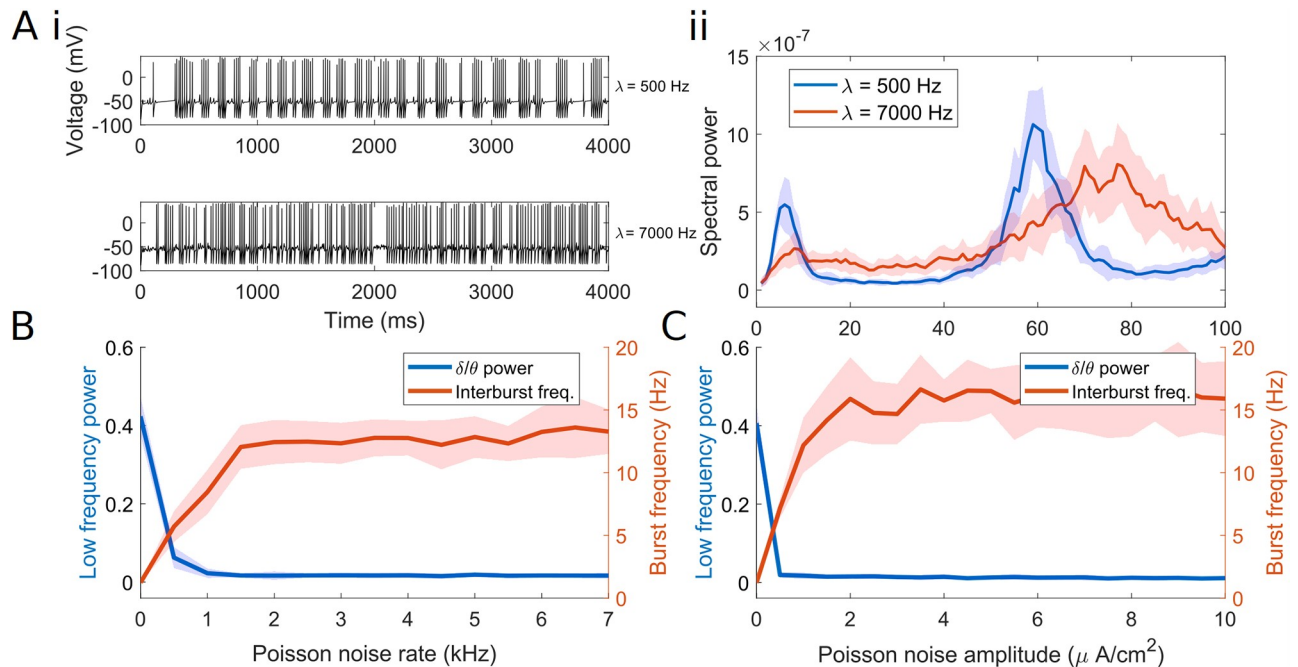 A i
ii
Voltage (mV)
0
-50
-100
λ = 500 Hz
0 1000 2000 3000 4000
0
-50
-100
λ = 7000 Hz
0 1000 2000 3000 4000
Time (ms)
×10-7
15
10
5
0
Spectral power
λ = 500 Hz
λ = 7000 Hz
0 20 40 60 80 100
B
Low frequency power
0.6
0.4
0.2
0
δ/θ power
Interburst freq.
20
15
10
5
0
Burst frequency (Hz)
0 1 2 3 4 5 6 7
Poisson noise rate (kHz)
C
Low frequency power
0.6
0.4
0.2
0
δ/θ power
Interburst freq.
20
15
10
5
0
Burst frequency (Hz)
0 2 4 6 8 10
Poisson noise amplitude (μ A/cm²)